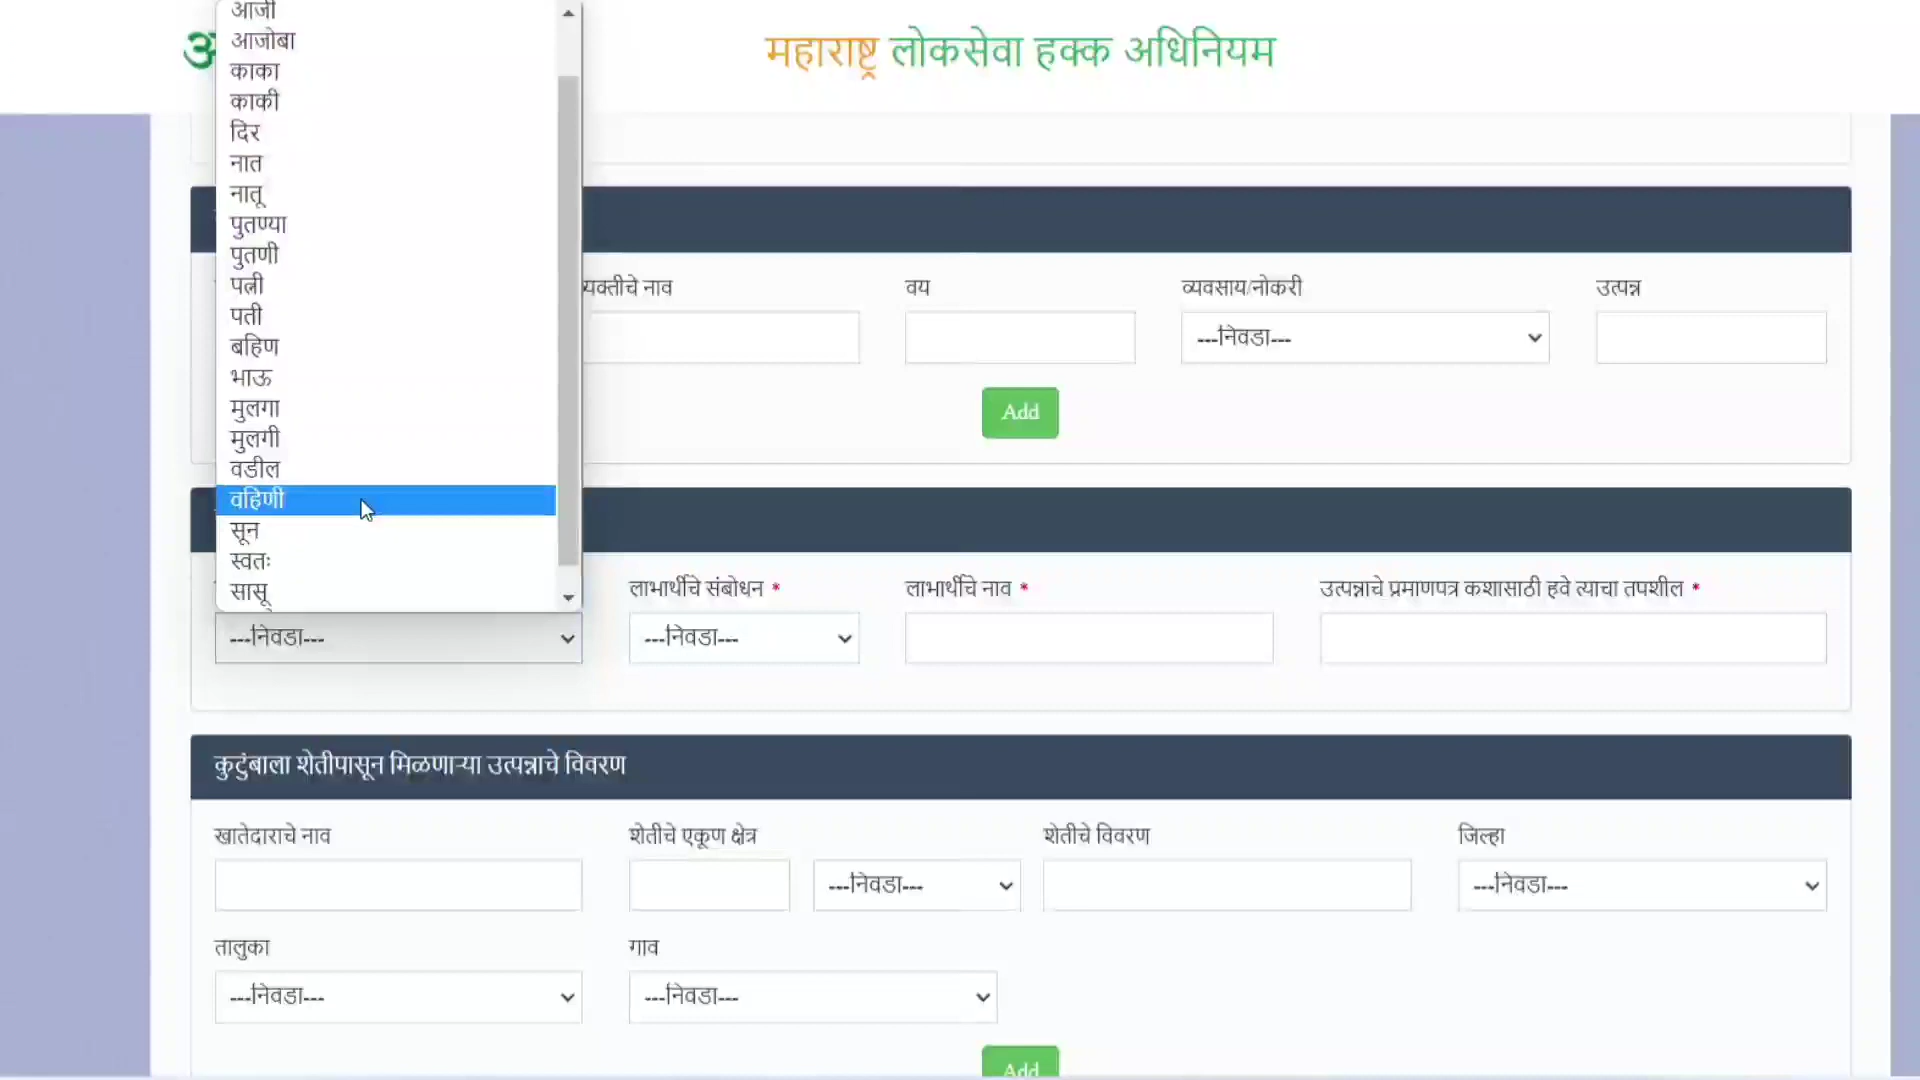 महाराष्ट्र लोकसेवा हक्क अधिनियम
आजी
आजोबा
काका
काकी
दिर
नात
नातू
पुतण्या
पुतणी
पत्नी
पती
बहिण
भाऊ
मुलगा
मुलगी
वडील
वहिणी
सून
स्वतः
सासू
---निवडा---
नाव
वय
व्यवसाय/नोकरी
उत्पन्न
---निवडा---
Add
लाभार्थीचे संबोधन *
लाभार्थीचे नाव *
उत्पन्नाचे प्रमाणपत्र कशासाठी हवे त्याचा तपशील *
---निवडा---
कुटुंबाला शेतीपासून मिळणाऱ्या उत्पन्नाचे विवरण
खातेदाराचे नाव
शेतीचे एकूण क्षेत्र
शेतीचे विवरण
जिल्हा
---निवडा---
---निवडा---
तालुका
गाव
---निवडा---
---निवडा---
Add